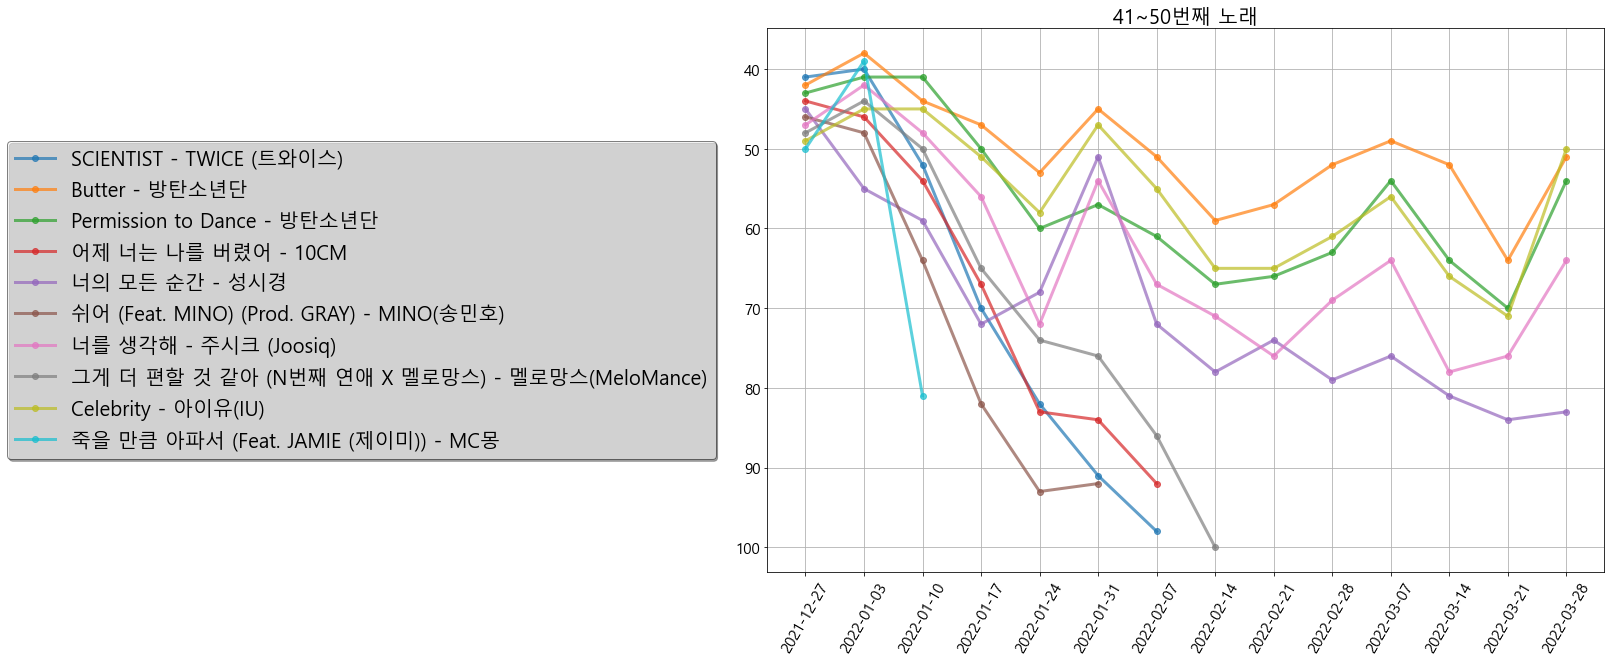 41~50번째 노래
SCIENTIST - TWICE (트와이스)
Butter - 방탄소년단
Permission to Dance - 방탄소년단
어제 너는 나를 버렸어 - 10CM
너의 모든 순간 - 성시경
쉬어 (Feat. MINO) (Prod. GRAY) - MINO(송민호)
너를 생각해 - 주시크 (Joosiq)
그게 더 편할 것 같아 (N번째 연애 X 멜로망스) - 멜로망스(MeloMance)
Celebrity - 아이유(IU)
죽을 만큼 아파서 (Feat. JAMIE (제이미)) - MC몽
40
50
60
70
80
90
100
2021-12-27
2022-01-03
2022-01-10
2022-01-17
2022-01-24
2022-01-31
2022-02-07
2022-02-14
2022-02-21
2022-02-28
2022-03-07
2022-03-14
2022-03-21
2022-03-28